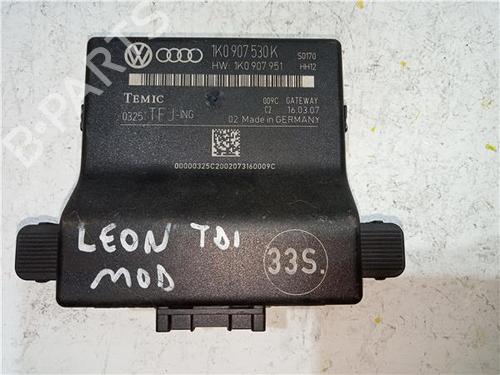 1K0 907 530 K
HW: 1K0 907 951
S0170
HH12
TEMIC
0325 TFJ-ING
009C GATEWAY
C2 16.03.07
02 Made in GERMANY
00000325C2002073160009C
LEON TDI
MOD
33S.
B-PARTS